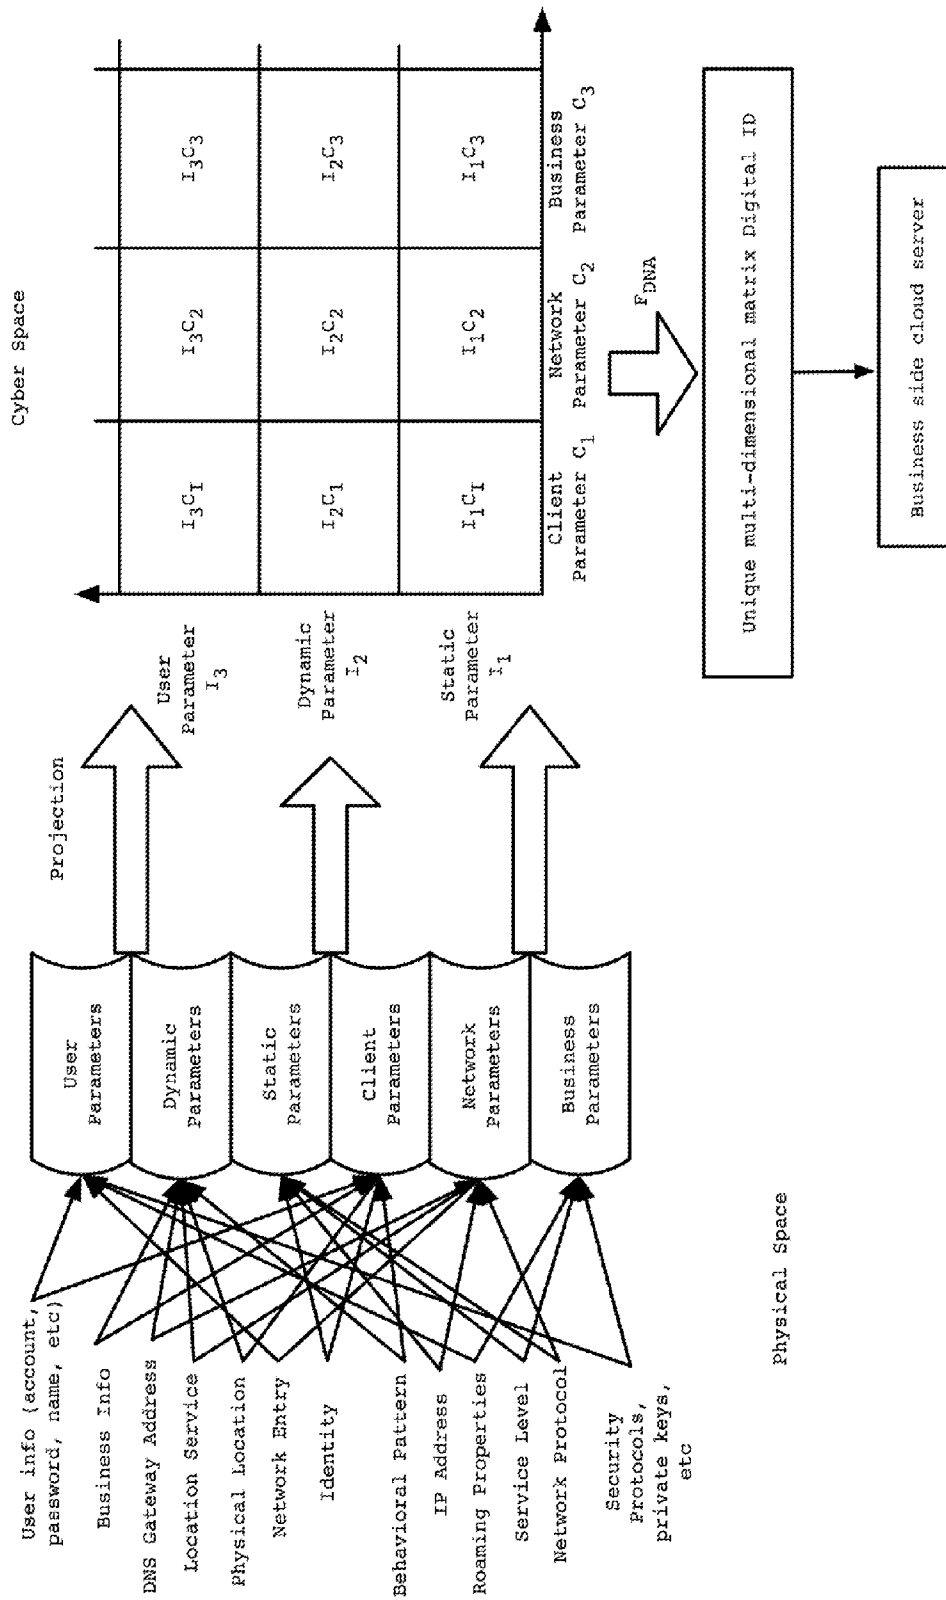 Cyber Space
Projection
User info (account,
password, name, etc)
Business Info
DNS Gateway Address
Location Service
Physical Location
Network Entry
Identity
Behavioral Pattern
IP Address
Roaming Properties
Service Level
Network Protocol
Security
Protocols,
private keys,
etc
Physical Space
User
Parameters
Dynamic
Parameters
Static
Parameters
Client
Parameters
Network
Parameters
Business
Parameters
User
Parameter
I3
Dynamic
Parameter
I2
Static
Parameter
I1
I3C1
I3C2
I3C3
I2C1
I2C2
I2C3
I1C1
I1C2
I1C3
Client
Parameter C1
Network
Parameter C2
Business
Parameter C3
FDNA
Unique multi-dimensional matrix Digital ID
Business side cloud server